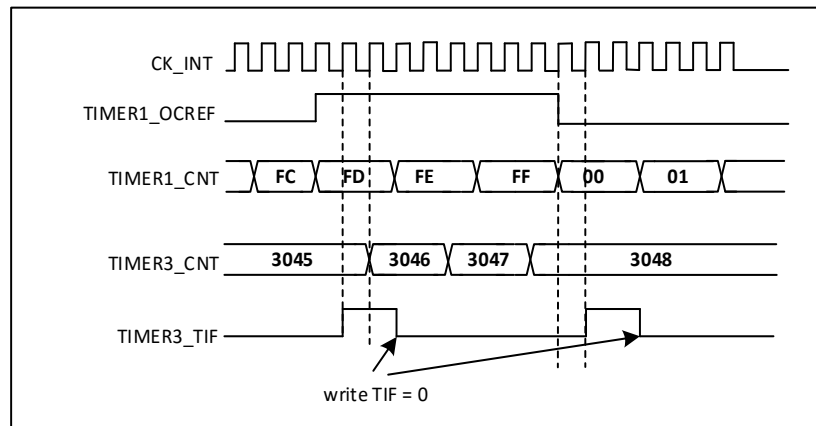 CK_INT
TIMER1_OCREF
TIMER1_CNT FC FD FE FF 00 01
TIMER3_CNT 3045 3046 3047 3048
TIMER3_TIF
write TIF = 0